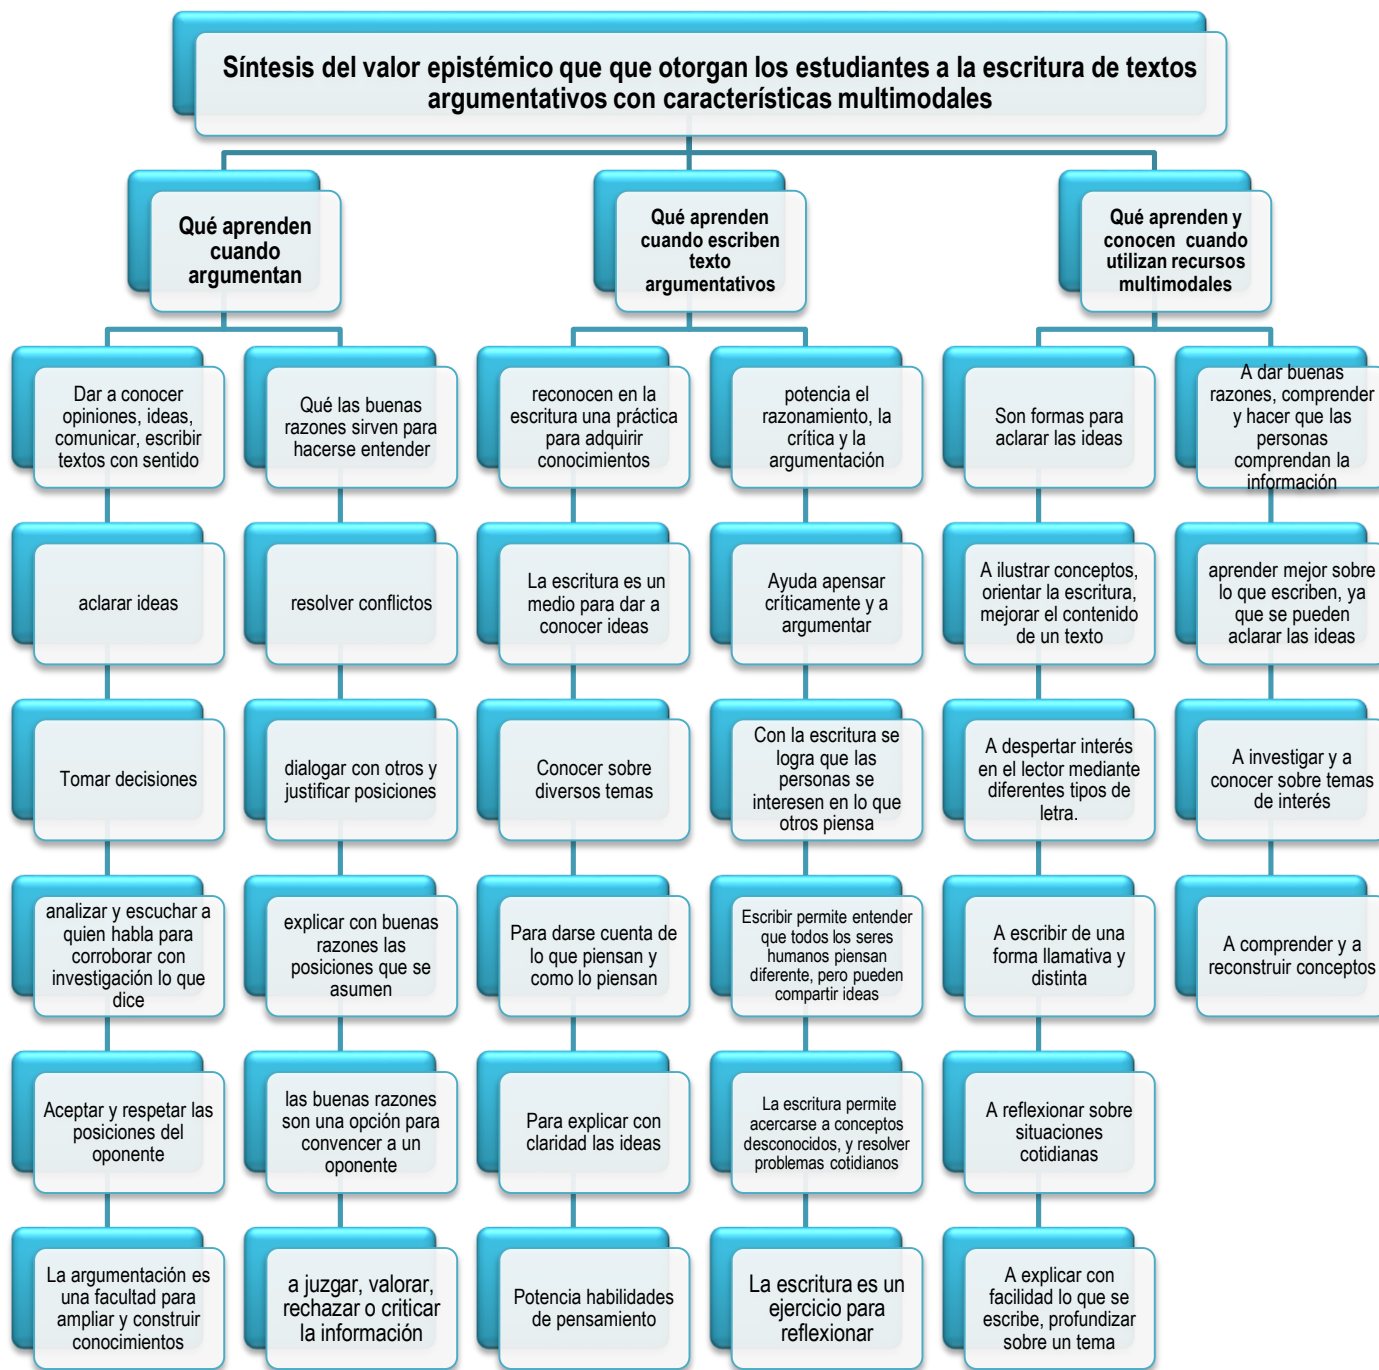 Síntesis del valor epistémico que que otorgan los estudiantes a la escritura de textos
argumentativos con características multimodales
Qué aprenden
cuando
argumentan
Qué aprenden
cuando escriben
texto
argumentativos
Qué aprenden y
conocen cuando
utilizan recursos
multimodales
Dar a conocer
opiniones, ideas,
comunicar, escribir
textos con sentido
Qué las buenas
razones sirven para
hacerse entender
reconocen en la
escritura una práctica
para adquirir
conocimientos
potencia el
razonamiento, la
crítica y la
argumentación
Son formas para
aclarar las ideas
A dar buenas
razones, comprender
y hacer que las
personas
comprendan la
información
aclarar ideas
resolver conflictos
La escritura es un
medio para dar a
conocer ideas
Ayuda apensar
críticamente y a
argumentar
A ilustrar conceptos,
orientar la escritura,
mejorar el contenido
de un texto
aprender mejor sobre
lo que escriben, ya
que se pueden
aclarar las ideas
Tomar decisiones
dialogar con otros y
justificar posiciones
Conocer sobre
diversos temas
Con la escritura se
logra que las
personas se
interesen en lo que
otros piensa
A despertar interés
en el lector mediante
diferentes tipos de
letra.
A investigar y a
conocer sobre temas
de interés
analizar y escuchar a
quien habla para
corroborar con
investigación lo que
dice
explicar con buenas
razones las
posiciones que se
asumen
Para darse cuenta de
lo que piensan y
como lo piensan
Escribir permite entender
que todos los seres
humanos piensan
diferente, pero pueden
compartir ideas
A escribir de una
forma llamativa y
distinta
A comprender y a
reconstruir conceptos
Aceptar y respetar las
posiciones del
oponente
las buenas razones
son una opción para
convencer a un
oponente
Para explicar con
claridad las ideas
La escritura permite
acercarse a conceptos
desconocidos, y resolver
problemas cotidianos
A reflexionar sobre
situaciones
cotidianas
La argumentación es
una facultad para
ampliar y construir
conocimientos
a juzgar, valorar,
rechazar o criticar
la información
Potencia habilidades
de pensamiento
La escritura es un
ejercicio para
reflexionar
A explicar con
facilidad lo que se
escribe, profundizar
sobre un tema